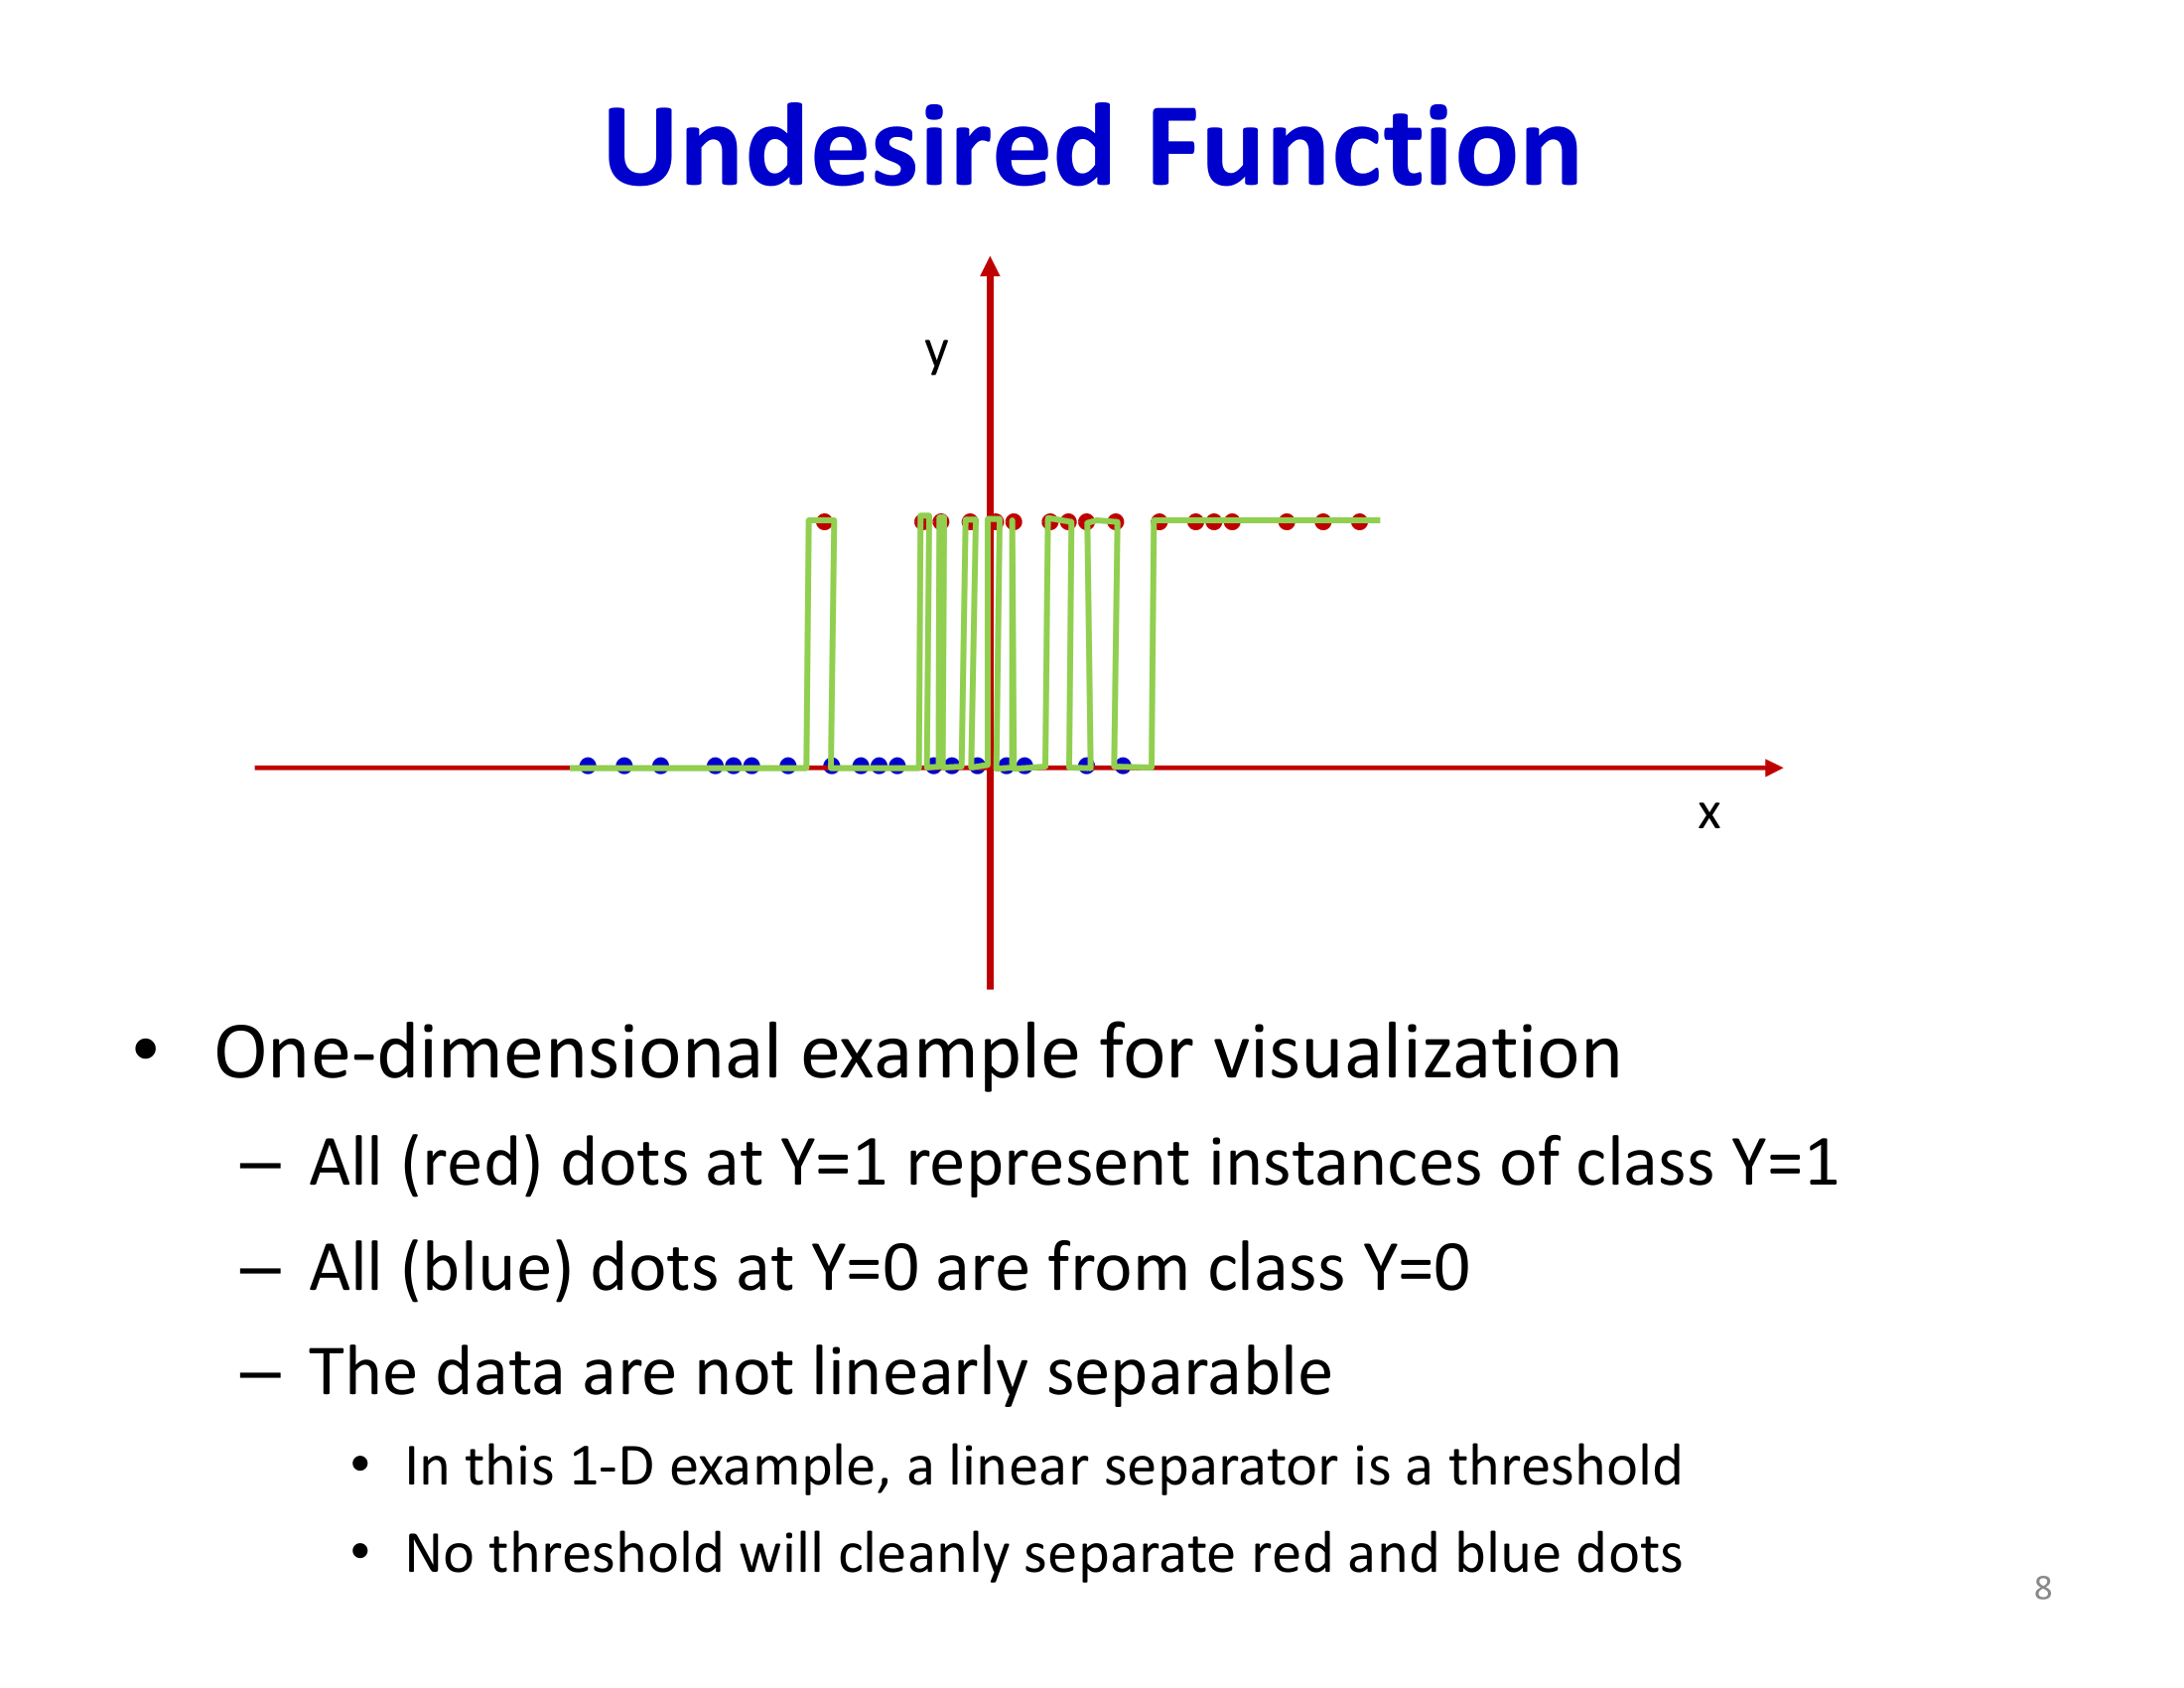 Undesired Function
y
x
• One-dimensional example for visualization
– All (red) dots at Y=1 represent instances of class Y=1
– All (blue) dots at Y=0 are from class Y=0
– The data are not linearly separable
• In this 1-D example, a linear separator is a threshold
• No threshold will cleanly separate red and blue dots
8